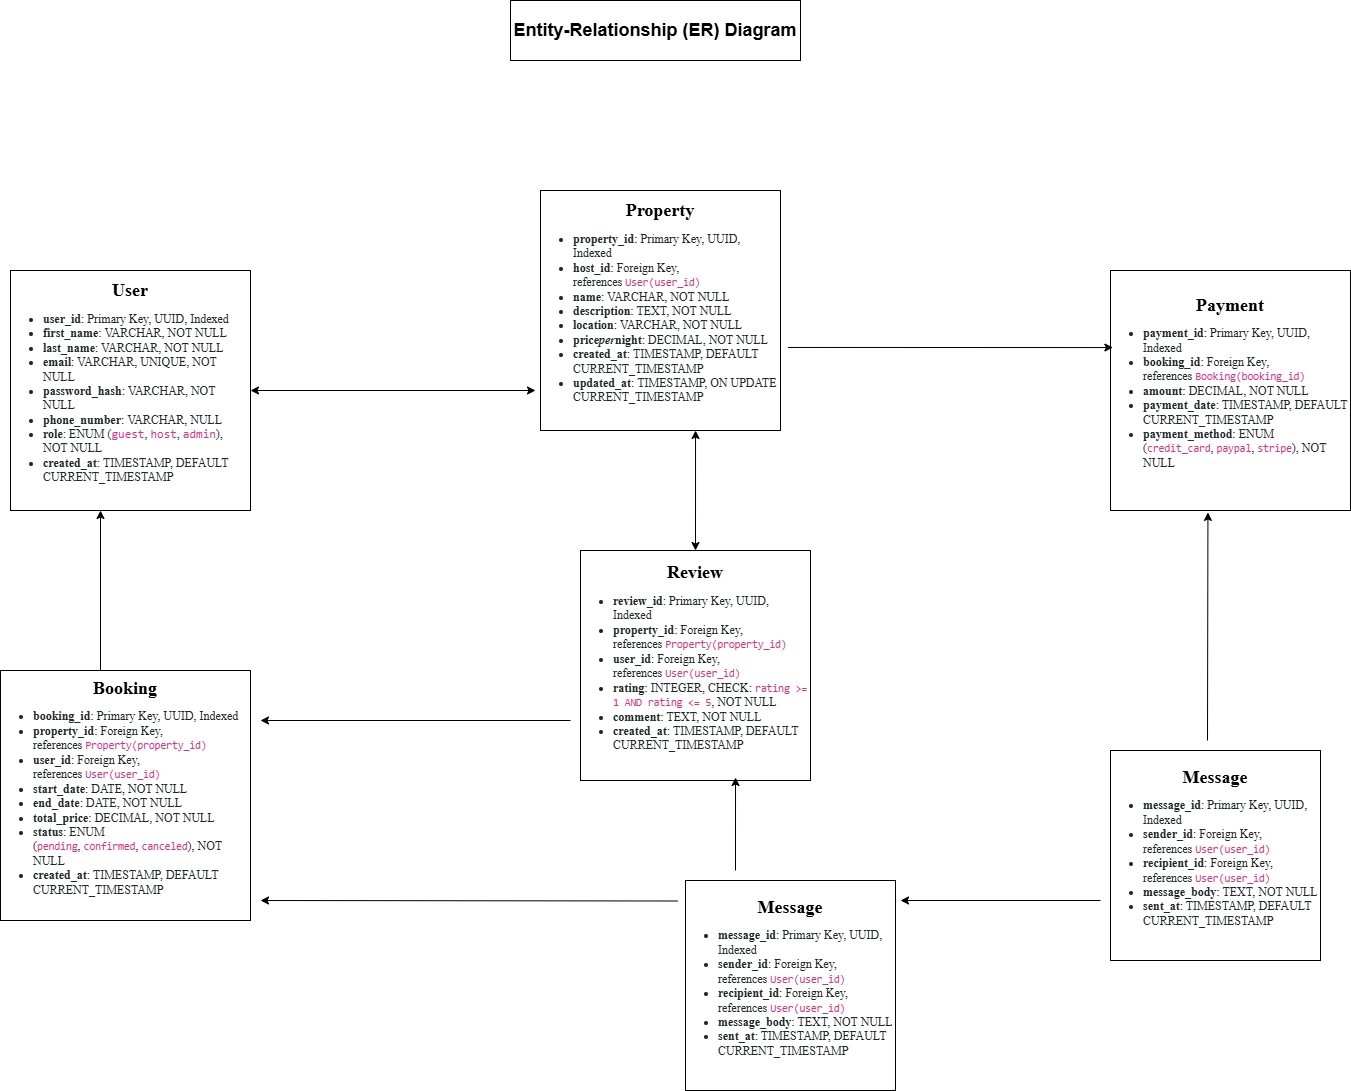 Entity-Relationship (ER) Diagram
Property
property_id: Primary Key, UUID,
Indexed
host_id: Foreign Key,
references User(user_id)
name: VARCHAR, NOT NULL
description: TEXT, NOT NULL
location: VARCHAR, NOT NULL
pricepernight: DECIMAL, NOT NULL
created_at: TIMESTAMP, DEFAULT
CURRENT_TIMESTAMP
updated_at: TIMESTAMP, ON UPDATE
CURRENT_TIMESTAMP
User
user_id: Primary Key, UUID, Indexed
first_name: VARCHAR, NOT NULL
last_name: VARCHAR, NOT NULL
email: VARCHAR, UNIQUE, NOT
NULL
password_hash: VARCHAR, NOT
NULL
phone_number: VARCHAR, NULL
role: ENUM (guest, host, admin),
NOT NULL
created_at: TIMESTAMP, DEFAULT
CURRENT_TIMESTAMP
Payment
payment_id: Primary Key, UUID,
Indexed
booking_id: Foreign Key,
references Booking(booking_id)
amount: DECIMAL, NOT NULL
payment_date: TIMESTAMP, DEFAULT
CURRENT_TIMESTAMP
payment_method: ENUM
(credit_card, paypal, stripe), NOT
NULL
Review
review_id: Primary Key, UUID,
Indexed
property_id: Foreign Key,
references Property(property_id)
user_id: Foreign Key,
references User(user_id)
rating: INTEGER, CHECK: rating >=
1 AND rating <= 5, NOT NULL
comment: TEXT, NOT NULL
created_at: TIMESTAMP, DEFAULT
CURRENT_TIMESTAMP
Booking
booking_id: Primary Key, UUID, Indexed
property_id: Foreign Key,
references Property(property_id)
user_id: Foreign Key,
references User(user_id)
start_date: DATE, NOT NULL
end_date: DATE, NOT NULL
total_price: DECIMAL, NOT NULL
status: ENUM
(pending, confirmed, canceled), NOT
NULL
created_at: TIMESTAMP, DEFAULT
CURRENT_TIMESTAMP
Message
message_id: Primary Key, UUID,
Indexed
sender_id: Foreign Key,
references User(user_id)
recipient_id: Foreign Key,
references User(user_id)
message_body: TEXT, NOT NULL
sent_at: TIMESTAMP, DEFAULT
CURRENT_TIMESTAMP
Message
message_id: Primary Key, UUID,
Indexed
sender_id: Foreign Key,
references User(user_id)
recipient_id: Foreign Key,
references User(user_id)
message_body: TEXT, NOT NULL
sent_at: TIMESTAMP, DEFAULT
CURRENT_TIMESTAMP